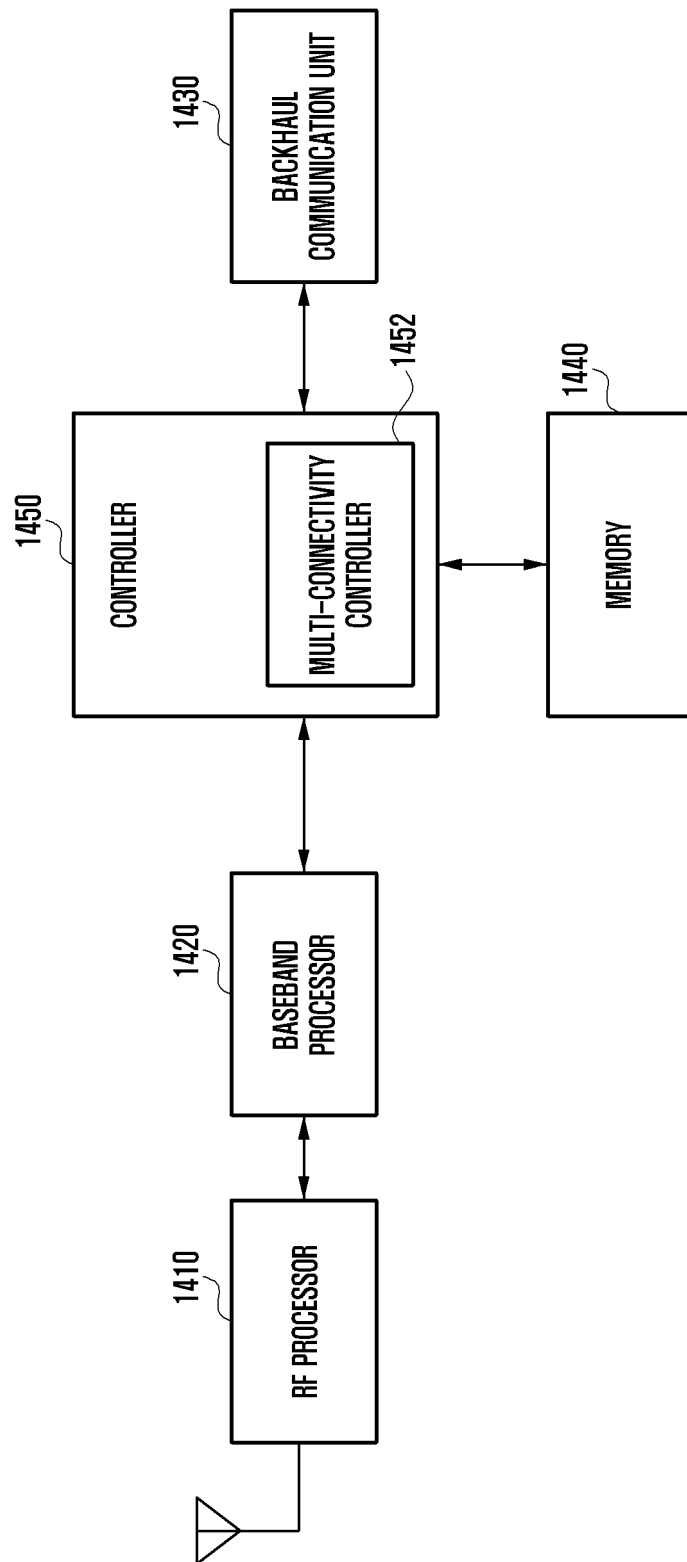 1410
RF PROCESSOR
1420
BASEBAND
PROCESSOR
1450
CONTROLLER
MULTI-CONNECTIVITY
CONTROLLER
1452
1430
BACKHAUL
COMMUNICATION UNIT
1440
MEMORY